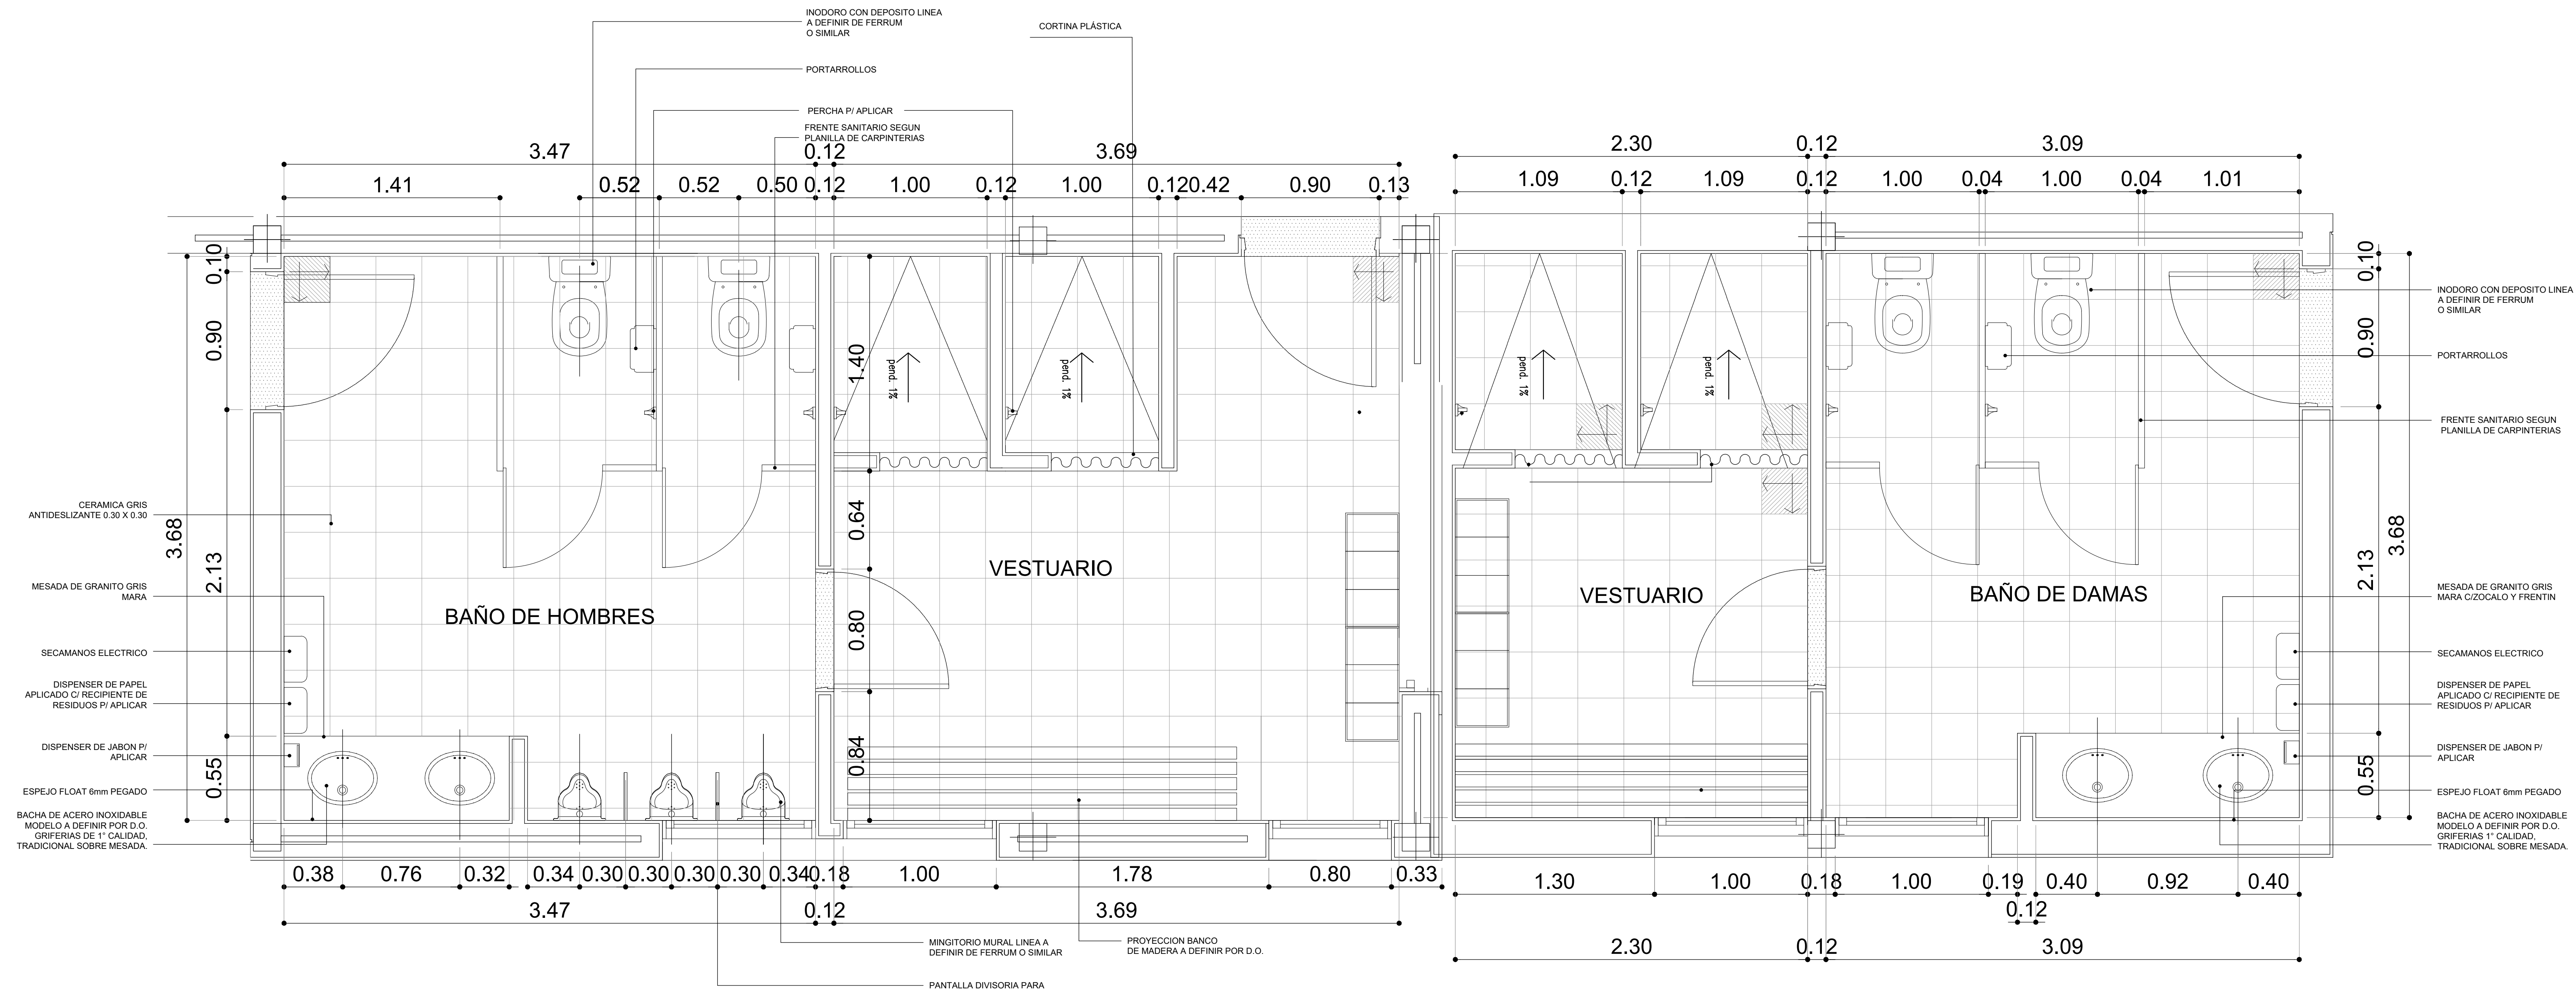 INODORO CON DEPOSITO LINEA
A DEFINIR DE FERRUM
O SIMILAR
CORTINA PLÁSTICA
PORTARROLLOS
PERCHA P/ APLICAR
FRENTE SANITARIO SEGUN
PLANILLA DE CARPINTERIAS
3.47
0.12
3.69
2.30
0.12
3.09
1.41
0.52
0.52
0.50
0.12
1.00
0.12
1.00
0.12
0.42
0.90
0.13
1.09
0.12
1.09
0.12
1.00
0.04
1.00
0.04
1.01
0.10
0.90
2.13
0.55
3.68
1.40
0.64
0.80
0.84
pend. 1%
pend. 1%
pend. 1%
pend. 1%
0.10
0.90
2.13
0.55
3.68
CERAMICA GRIS
ANTIDESLIZANTE 0.30 X 0.30
MESADA DE GRANITO GRIS
MARA
SECAMANOS ELECTRICO
DISPENSER DE PAPEL
APLICADO C/ RECIPIENTE DE
RESIDUOS P/ APLICAR
DISPENSER DE JABON P/
APLICAR
ESPEJO FLOAT 6mm PEGADO
BACHA DE ACERO INOXIDABLE
MODELO A DEFINIR POR D.O.
GRIFERIAS DE 1° CALIDAD,
TRADICIONAL SOBRE MESADA.
BAÑO DE HOMBRES
VESTUARIO
VESTUARIO
BAÑO DE DAMAS
INODORO CON DEPOSITO LINEA
A DEFINIR DE FERRUM
O SIMILAR
PORTARROLLOS
FRENTE SANITARIO SEGUN
PLANILLA DE CARPINTERIAS
MESADA DE GRANITO GRIS
MARA C/ZOCALO Y FRENTIN
SECAMANOS ELECTRICO
DISPENSER DE PAPEL
APLICADO C/ RECIPIENTE DE
RESIDUOS P/ APLICAR
DISPENSER DE JABON P/
APLICAR
ESPEJO FLOAT 6mm PEGADO
BACHA DE ACERO INOXIDABLE
MODELO A DEFINIR POR D.O.
GRIFERIAS 1° CALIDAD,
TRADICIONAL SOBRE MESADA.
0.38
0.76
0.32
0.34
0.30
0.30
0.30
0.30
0.34
0.18
1.00
1.78
0.80
0.33
1.30
1.00
0.18
1.00
0.19
0.12
0.40
0.92
0.40
3.47
0.12
3.69
2.30
0.12
3.09
MINGITORIO MURAL LINEA A
DEFINIR DE FERRUM O SIMILAR
PROYECCION BANCO
DE MADERA A DEFINIR POR D.O.
PANTALLA DIVISORIA PARA